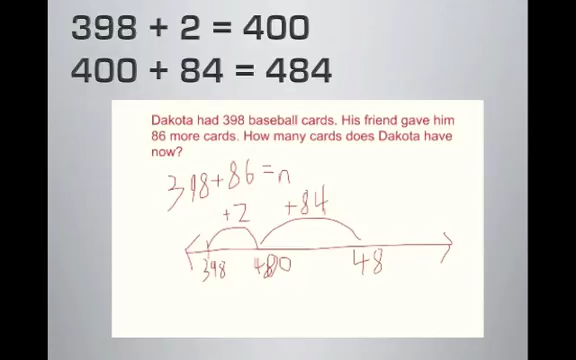 398 + 2 = 400
400 + 84 = 484
Dakota had 398 baseball cards. His friend gave him
86 more cards. How many cards does Dakota have
now?
398+86=n
+2 +84
398 400 48